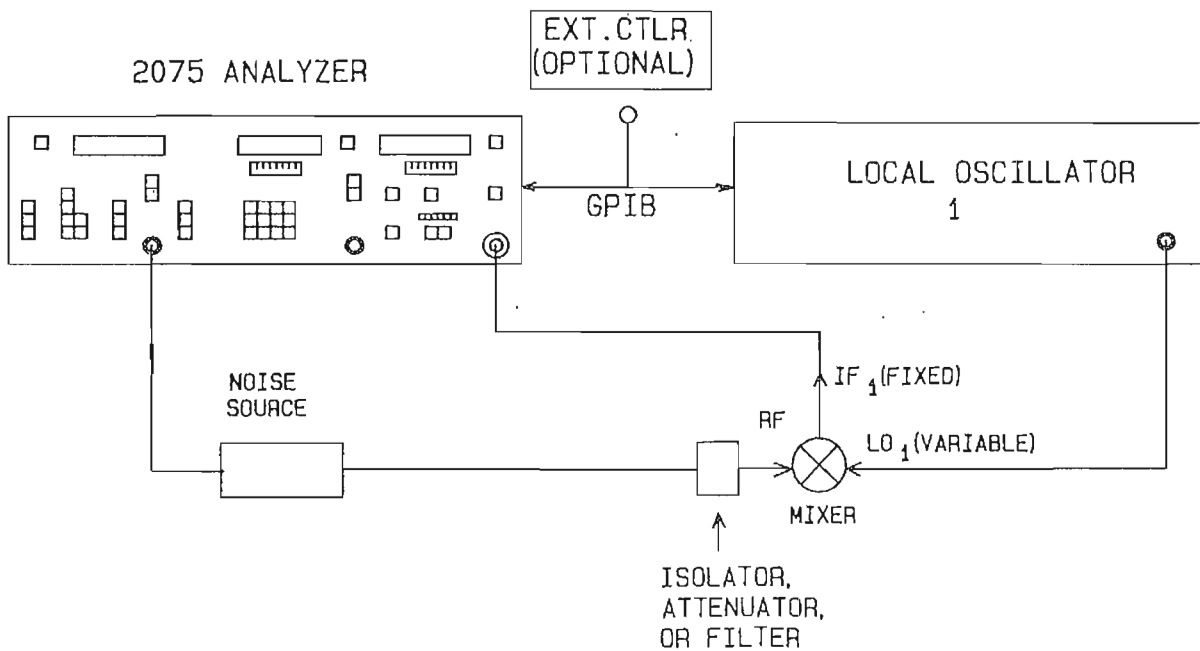 EXT.CTLR.
(OPTIONAL)
2075 ANALYZER
LOCAL OSCILLATOR
1
GPIB
NOISE
SOURCE
IF 1 (FIXED)
RF
LO 1 (VARIABLE)
MIXER
ISOLATOR,
ATTENUATOR,
OR FILTER